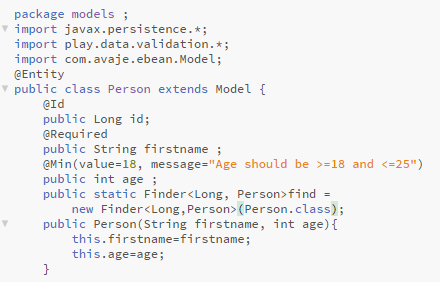 package models ;
import javax.persistence.*;
import play.data.validation.*;
import com.avaje.ebean.Model;
@Entity
public class Person extends Model {
    @Id
    public Long id;
    @Required
    public String firstname ;
    @Min(value=18, message="Age should be >=18 and <=25")
    public int age ;
    public static Finder<Long, Person>find =
        new Finder<Long,Person>(Person.class);
    public Person(String firstname, int age){
        this.firstname=firstname;
        this.age=age;
    }